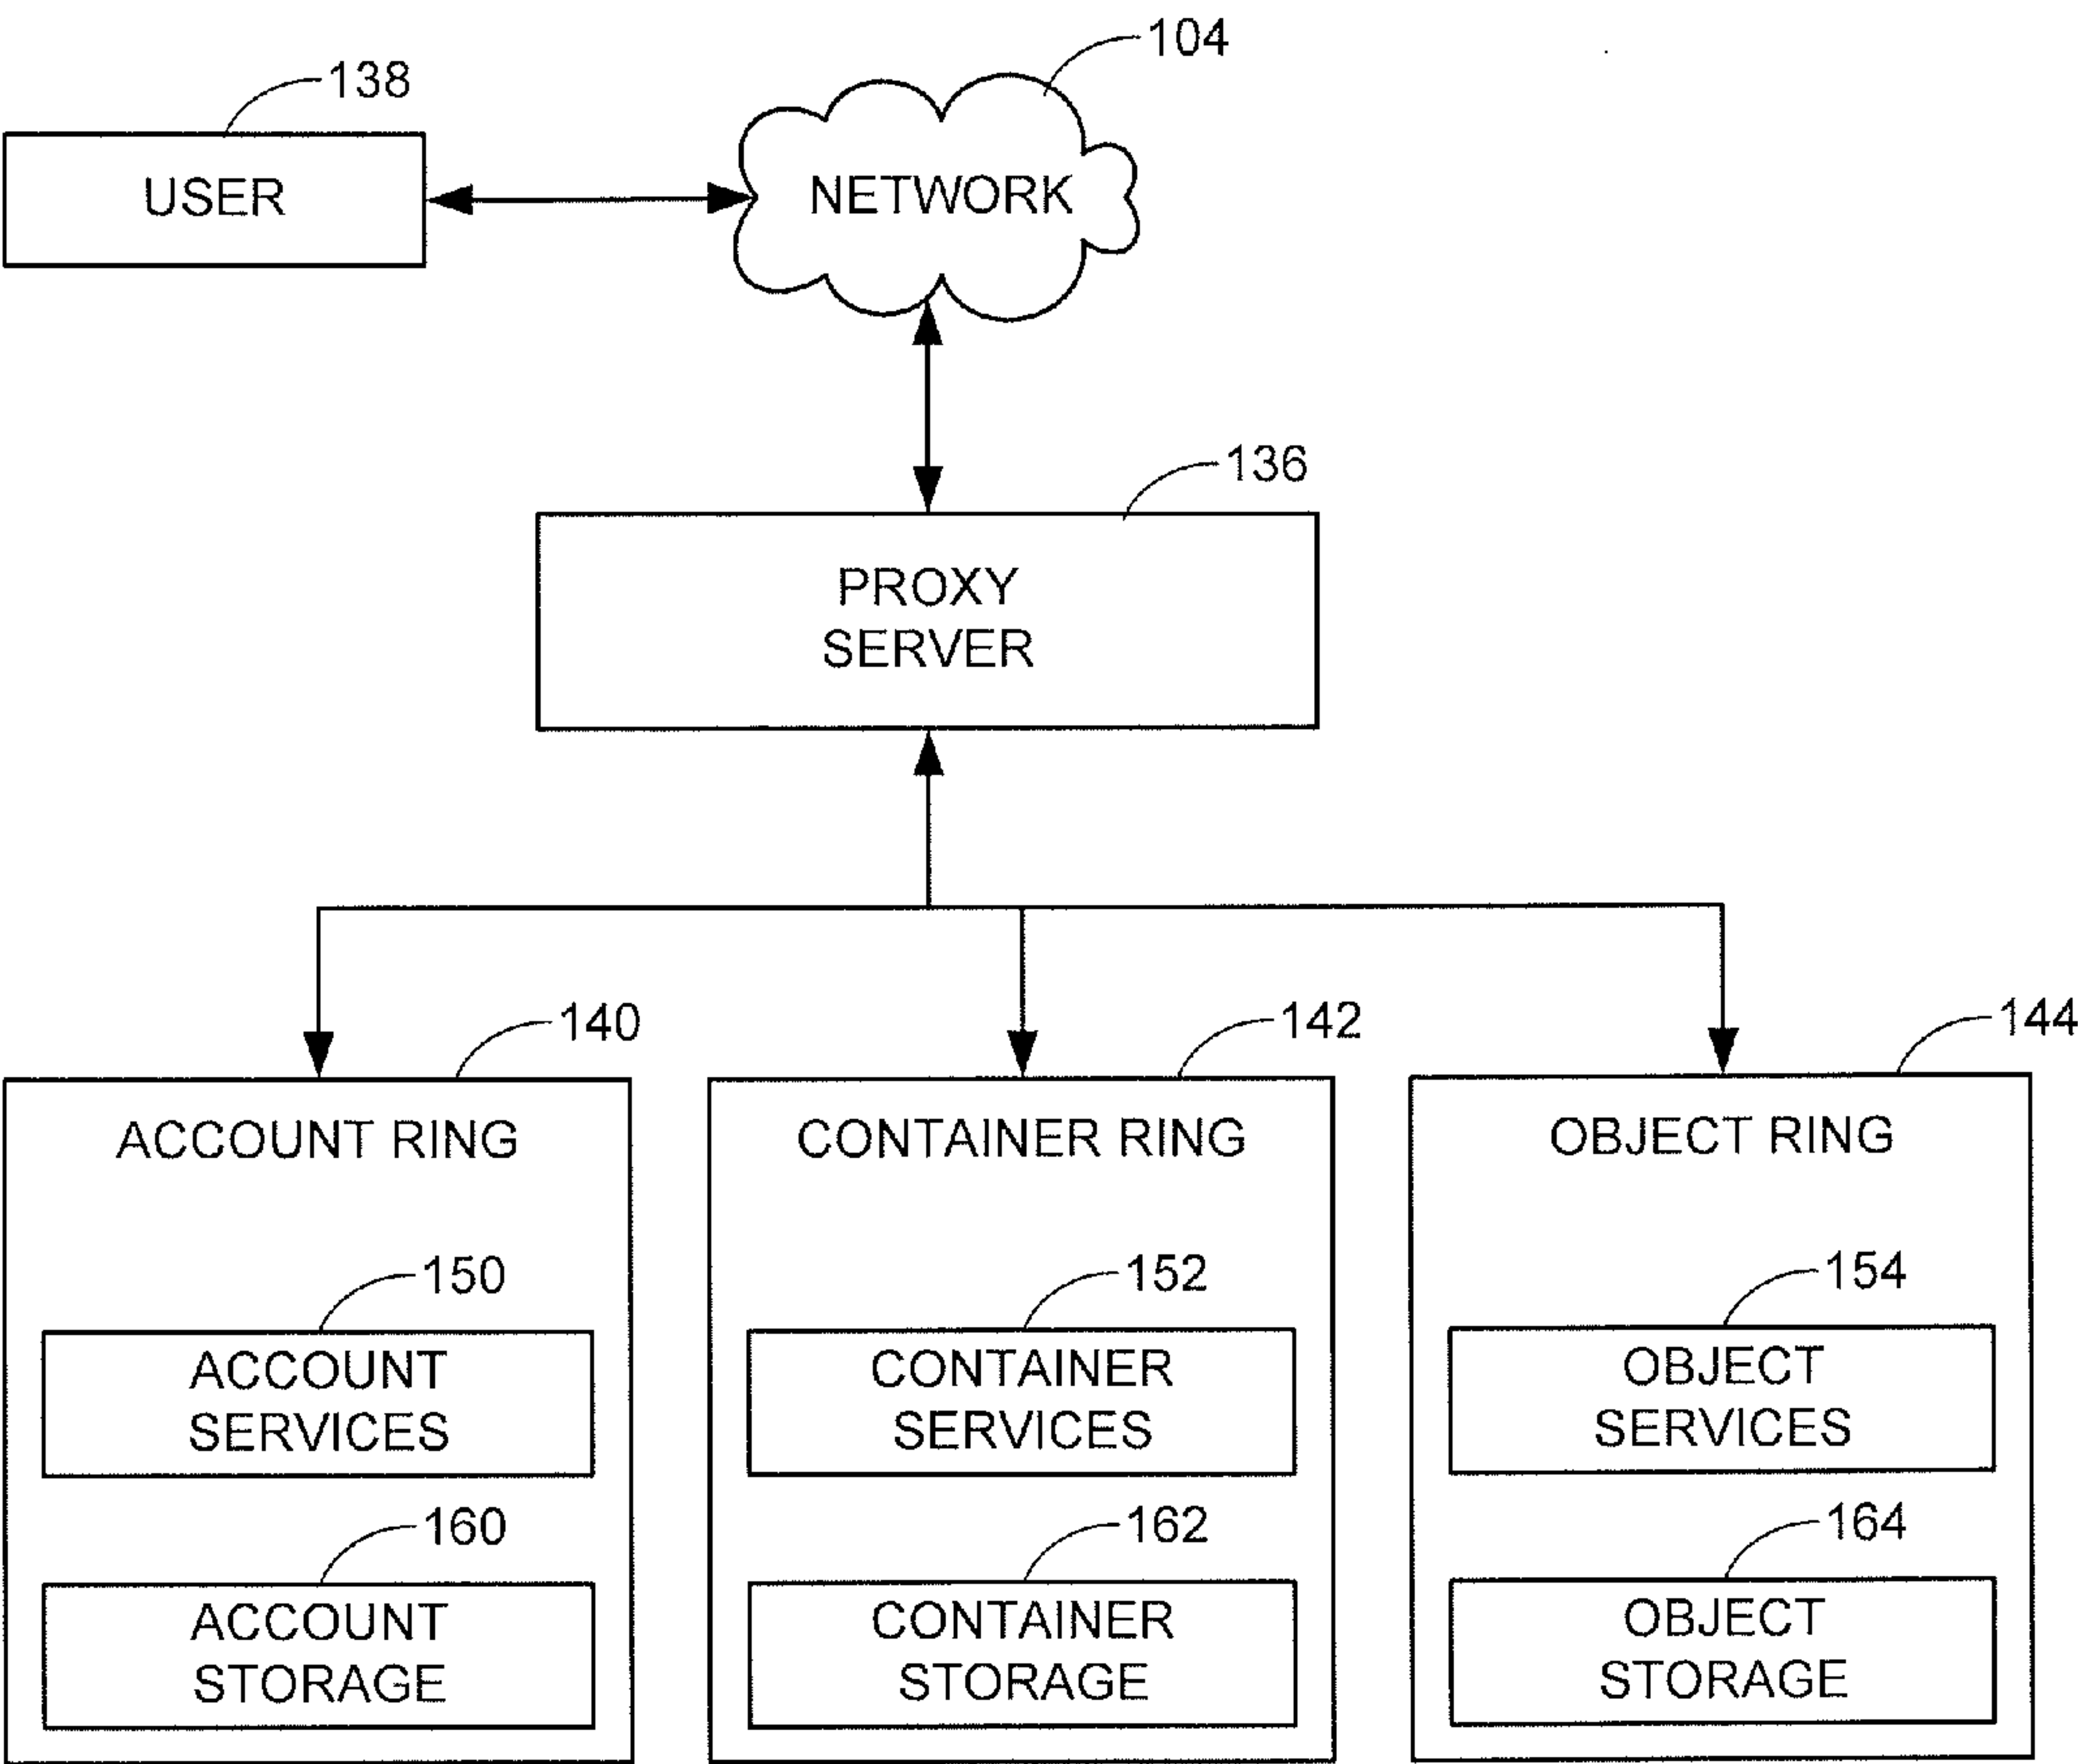 104
138
USER
NETWORK
136
PROXY
SERVER
140
142
144
ACCOUNT RING
CONTAINER RING
OBJECT RING
150
152
154
ACCOUNT
SERVICES
CONTAINER
SERVICES
OBJECT
SERVICES
160
162
164
ACCOUNT
STORAGE
CONTAINER
STORAGE
OBJECT
STORAGE